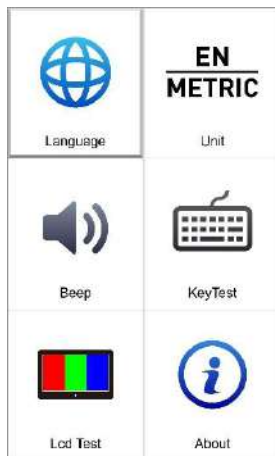 EN
METRIC
Language
Unit
Beep
KeyTest
Lcd Test
About